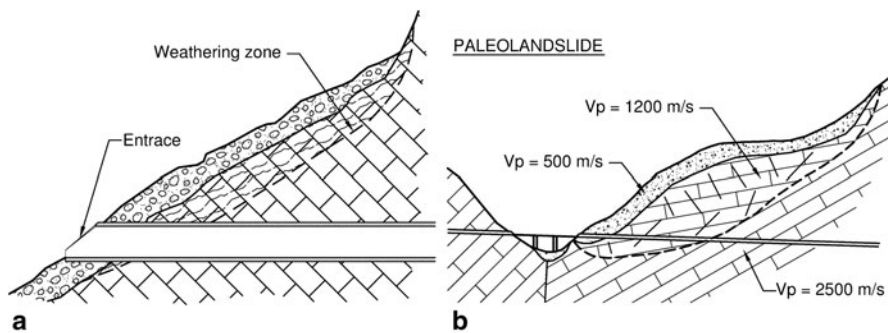 Weathering zone
Entrace
a
PALEOLANDSLIDE
Vp = 1200 m/s
Vp = 500 m/s
Vp = 2500 m/s
b